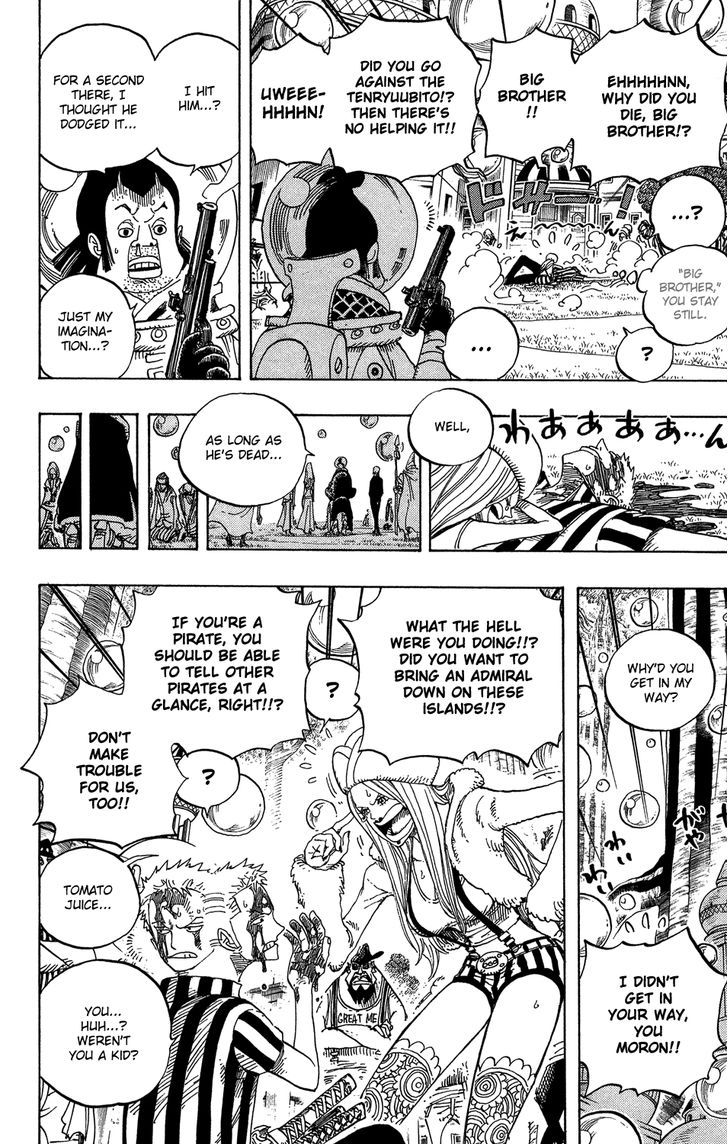 EHHHHHNN,
WHY DID YOU
DIE, BIG
BROTHER!?
BIG
BROTHER
!!
DID YOU GO
AGAINST
THE
TENRYUUBITO!?
THEN THERE'S
NO HELPING IT!!
UWEEE-
HHHHN!
...?
"BIG
BROTHER,"
YOU STAY
STILL.
?
...
I HIT
HIM...?
FOR A SECOND
THERE, I
THOUGHT HE
DODGED IT...
JUST MY
IMAGINA-
TION...?
わあああああ…ん
WELL,
AS LONG AS
HE'S DEAD...
WHY'D YOU
GET IN MY
WAY?
I DIDN'T
GET IN
YOUR WAY,
YOU
MORON!!
WHAT THE HELL
WERE YOU DOING!!?
DID YOU WANT TO
BRING AN ADMIRAL
DOWN ON THESE
ISLANDS!!?
?
IF YOU'RE A
PIRATE, YOU
SHOULD BE ABLE
TO TELL OTHER
PIRATES AT A
GLANCE, RIGHT!!?
DON'T
MAKE
TROUBLE
FOR US,
TOO!!
?
TOMATO
JUICE...
GREAT ME
YOU...
HUH...?
WEREN'T
YOU A KID?